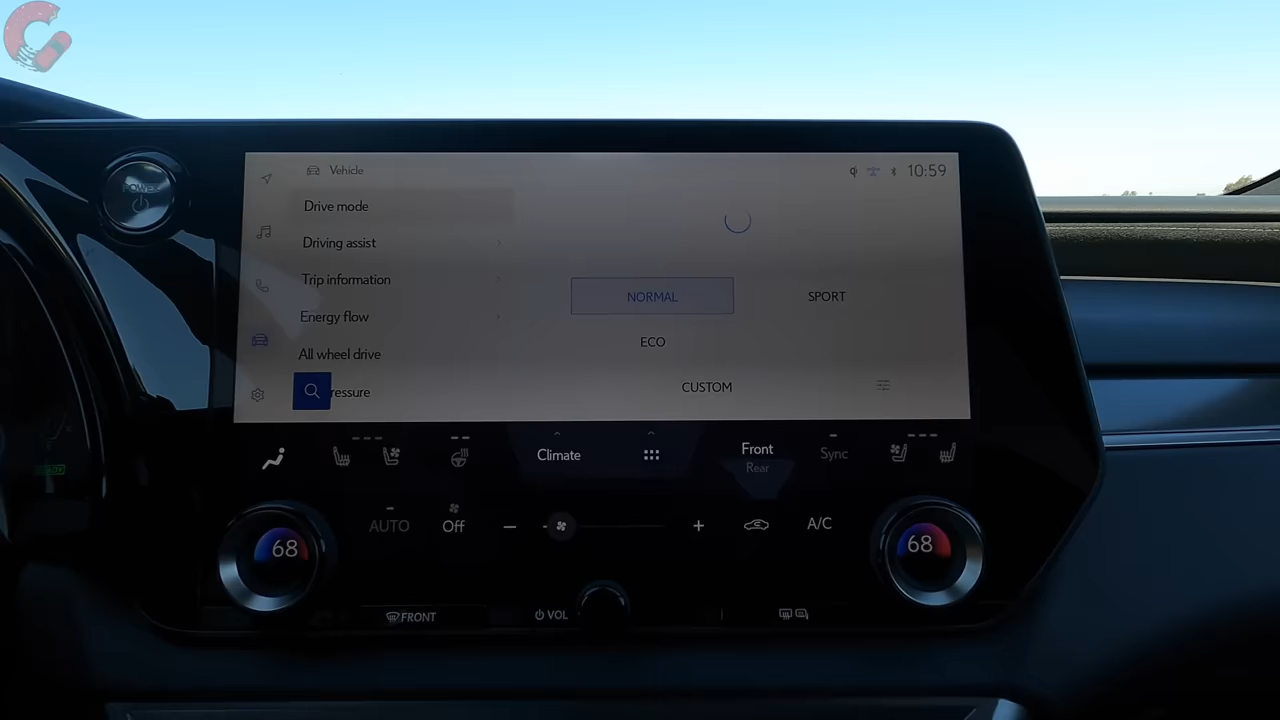 POWER
Vehicle
10:59
Drive mode
Driving assist
Trip information
NORMAL
SPORT
Energy flow
ECO
All wheel drive
CUSTOM
ressure
Climate
Front
Rear
Sync
AUTO
Off
A/C
68
68
FRONT
VOL